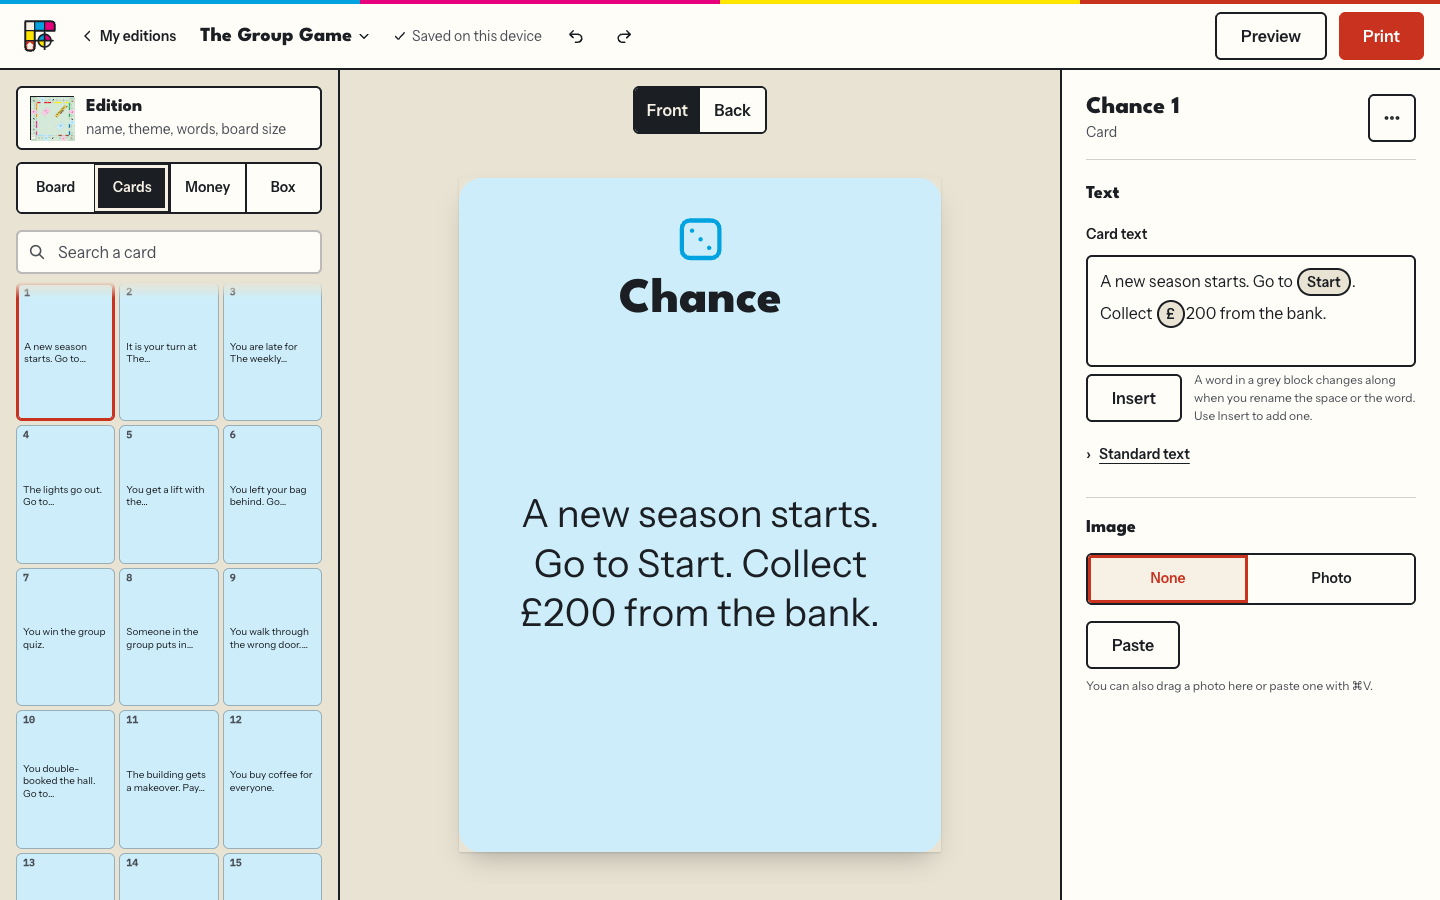 My editions
The Group Game
Saved on this device
Preview
Print
Edition
name, theme, words, board size
Board
Cards
Money
Box
Search a card
1
A new season
starts. Go to...
2
It is your turn at
The...
3
You are late for
The weekly...
4
The lights go out.
Go to...
5
You get a lift with
the...
6
You left your bag
behind. Go...
7
You win the group
quiz.
8
Someone in the
group puts in...
9
You walk through
the wrong door....
10
You double-
booked the hall.
Go to...
11
The building gets
a makeover. Pay...
12
You buy coffee for
everyone.
13
14
15
Front
Back
Chance
A new season starts.
Go to Start. Collect
£200 from the bank.
Chance 1
Card
Text
Card text
A new season starts. Go to Start.
Collect £200 from the bank.
Insert
A word in a grey block changes along
when you rename the space or the word.
Use Insert to add one.
› Standard text
Image
None
Photo
Paste
You can also drag a photo here or paste one with ⌘V.